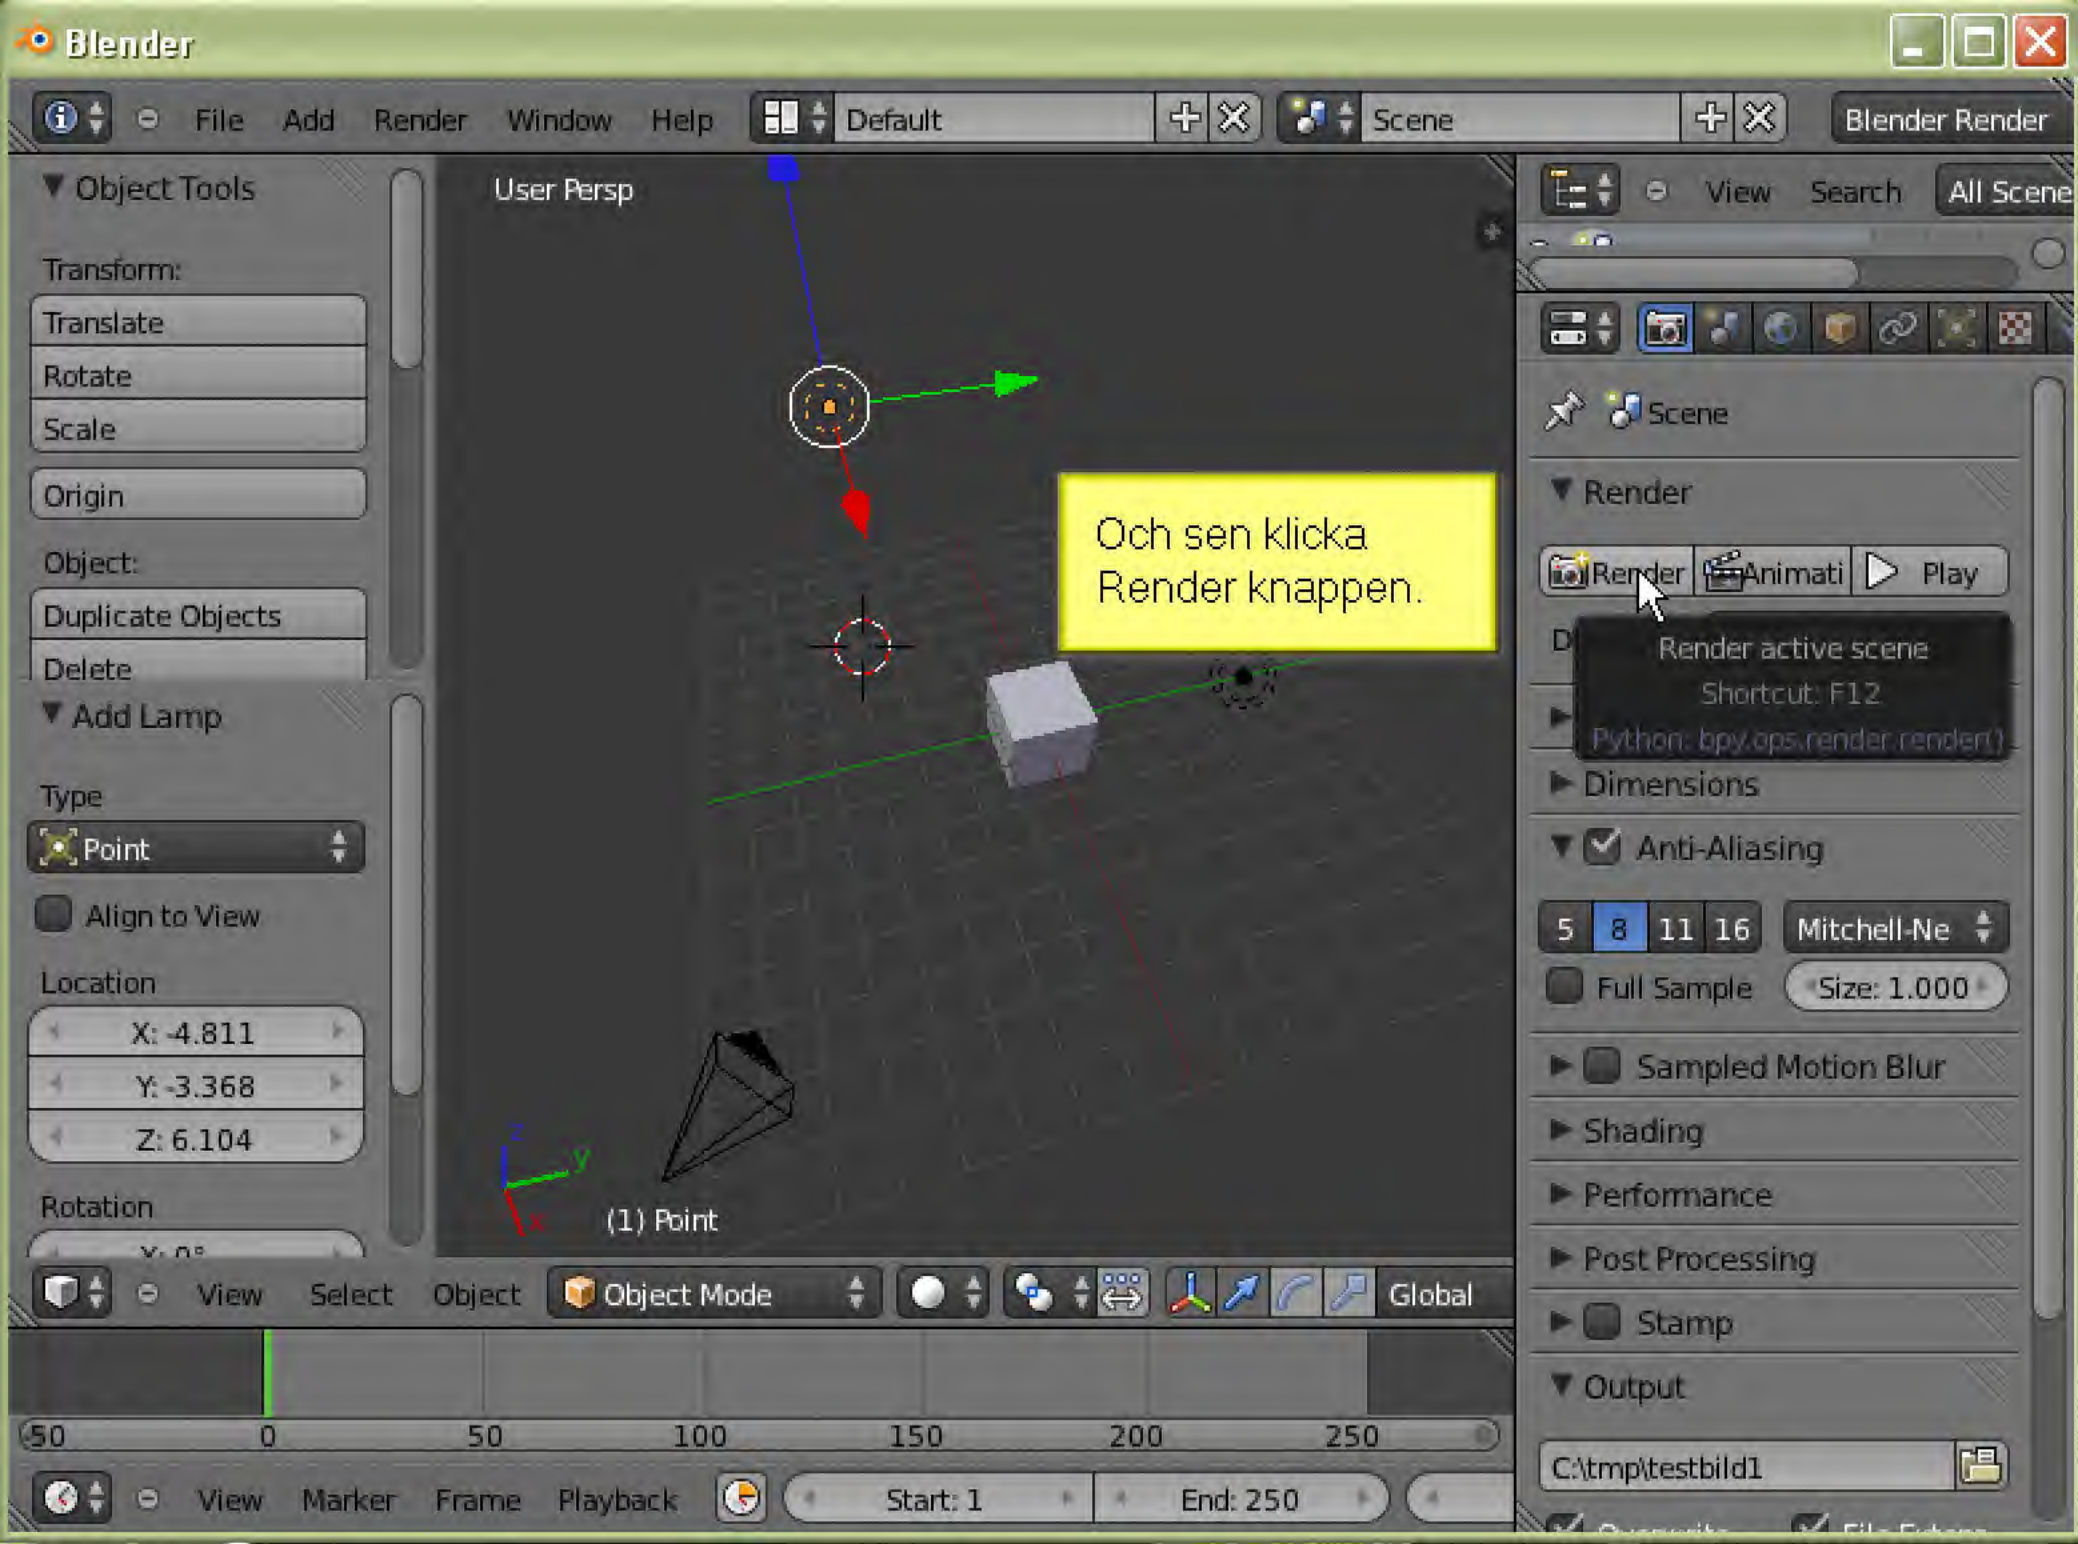 Blender
File Add Render Window Help Default Scene Blender Render
Object Tools
Transform:
Translate
Rotate
Scale
Origin
Object:
Duplicate Objects
Delete
Add Lamp
Type
Point
Align to View
Location
X: -4.811
Y: -3.368
Z: 6.104
Rotation
X: 0°
User Persp
Och sen klicka
Render knappen.
z
y
x
(1) Point
View Select Object Object Mode Global
View Search All Scene
Scene
Render
Render Animati Play
D
Render active scene
Shortcut: F12
Python: bpy.ops.render.render()
Dimensions
Anti-Aliasing
5 8 11 16 Mitchell-Ne
Full Sample Size: 1.000
Sampled Motion Blur
Shading
Performance
Post Processing
Stamp
Output
C:\tmp\testbild1
-50 0 50 100 150 200 250
View Marker Frame Playback Start: 1 End: 250